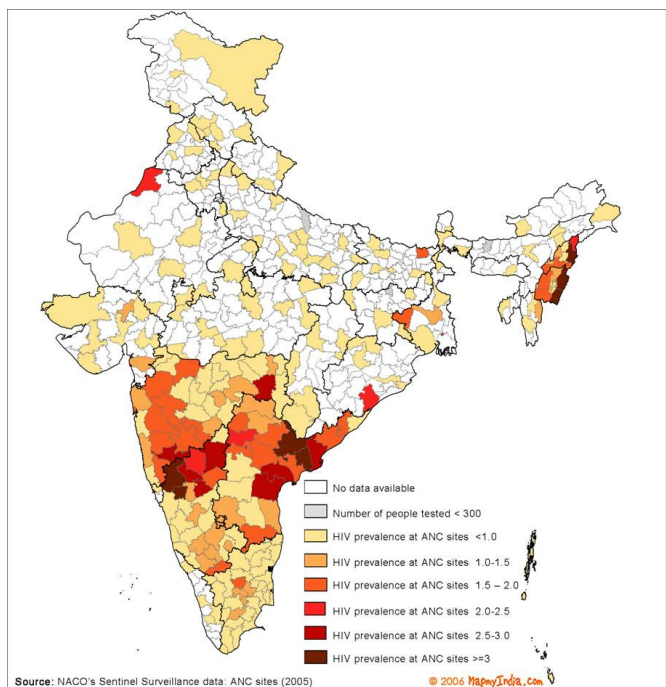 No data available
Number of people tested < 300
HIV prevalence at ANC sites <1.0
HIV prevalence at ANC sites 1.0-1.5
HIV prevalence at ANC sites 1.5 – 2.0
HIV prevalence at ANC sites 2.0-2.5
HIV prevalence at ANC sites 2.5-3.0
HIV prevalence at ANC sites >=3
Source: NACO's Sentinel Surveillance data: ANC sites (2005)
© 2006 MapmyIndia.com